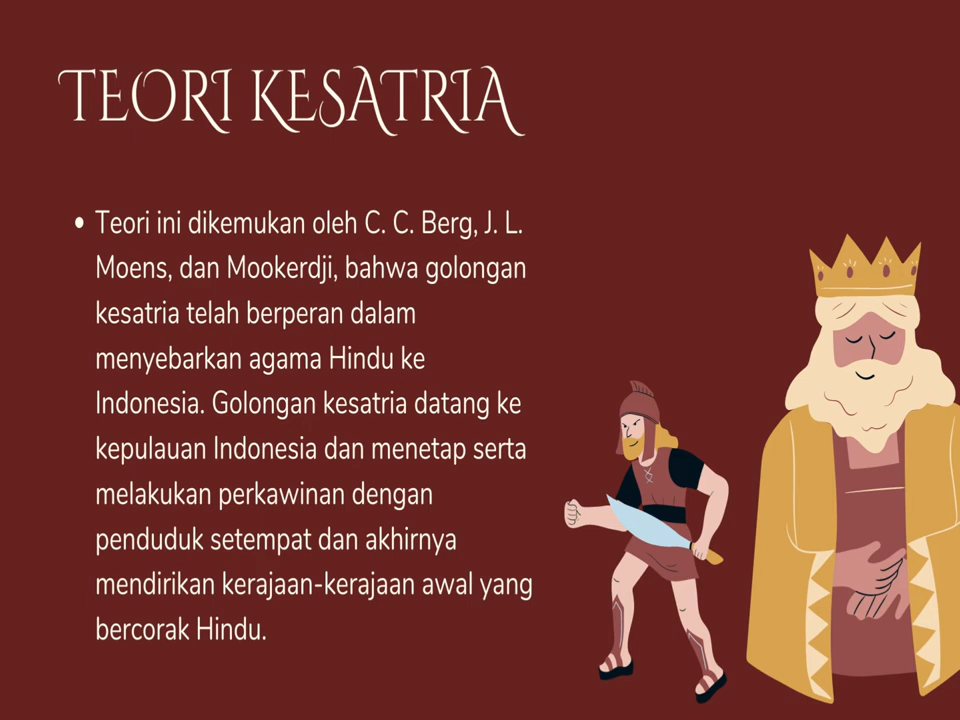 TEORI KESATRIA
• Teori ini dikemukan oleh C. C. Berg, J. L.
Moens, dan Mookerdji, bahwa golongan
kesatria telah berperan dalam
menyebarkan agama Hindu ke
Indonesia. Golongan kesatria datang ke
kepulauan Indonesia dan menetap serta
melakukan perkawinan dengan
penduduk setempat dan akhirnya
mendirikan kerajaan-kerajaan awal yang
bercorak Hindu.